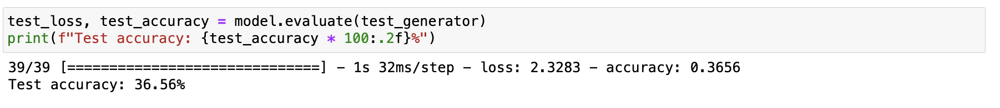 test_loss, test_accuracy = model.evaluate(test_generator)
print(f"Test accuracy: {test_accuracy * 100:.2f}%")
39/39 [==============================] - 1s 32ms/step - loss: 2.3283 - accuracy: 0.3656
Test accuracy: 36.56%